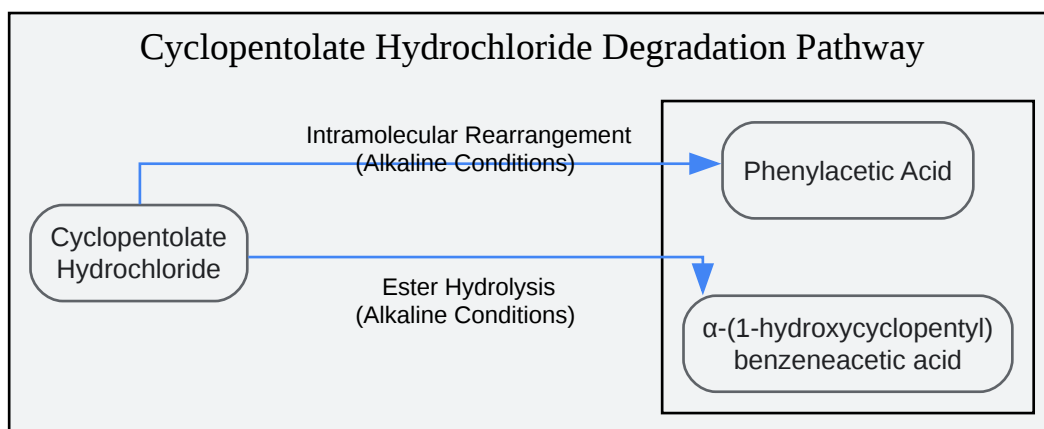 Cyclopentolate Hydrochloride Degradation Pathway
Intramolecular Rearrangement
(Alkaline Conditions)
Phenylacetic Acid
Cyclopentolate
Hydrochloride
Ester Hydrolysis
(Alkaline Conditions)
α-(1-hydroxycyclopentyl)
benzeneacetic acid